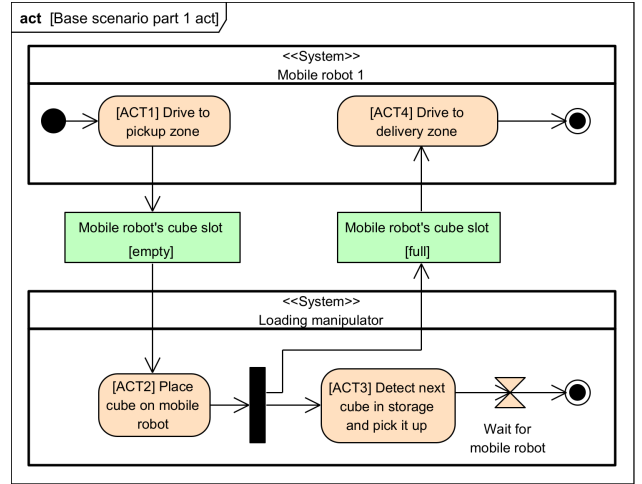 act [Base scenario part 1 act]
<<System>>
Mobile robot 1
[ACT1] Drive to
pickup zone
[ACT4] Drive to
delivery zone
Mobile robot's cube slot
[empty]
Mobile robot's cube slot
[full]
<<System>>
Loading manipulator
[ACT2] Place
cube on mobile
robot
[ACT3] Detect next
cube in storage
and pick it up
Wait for
mobile robot